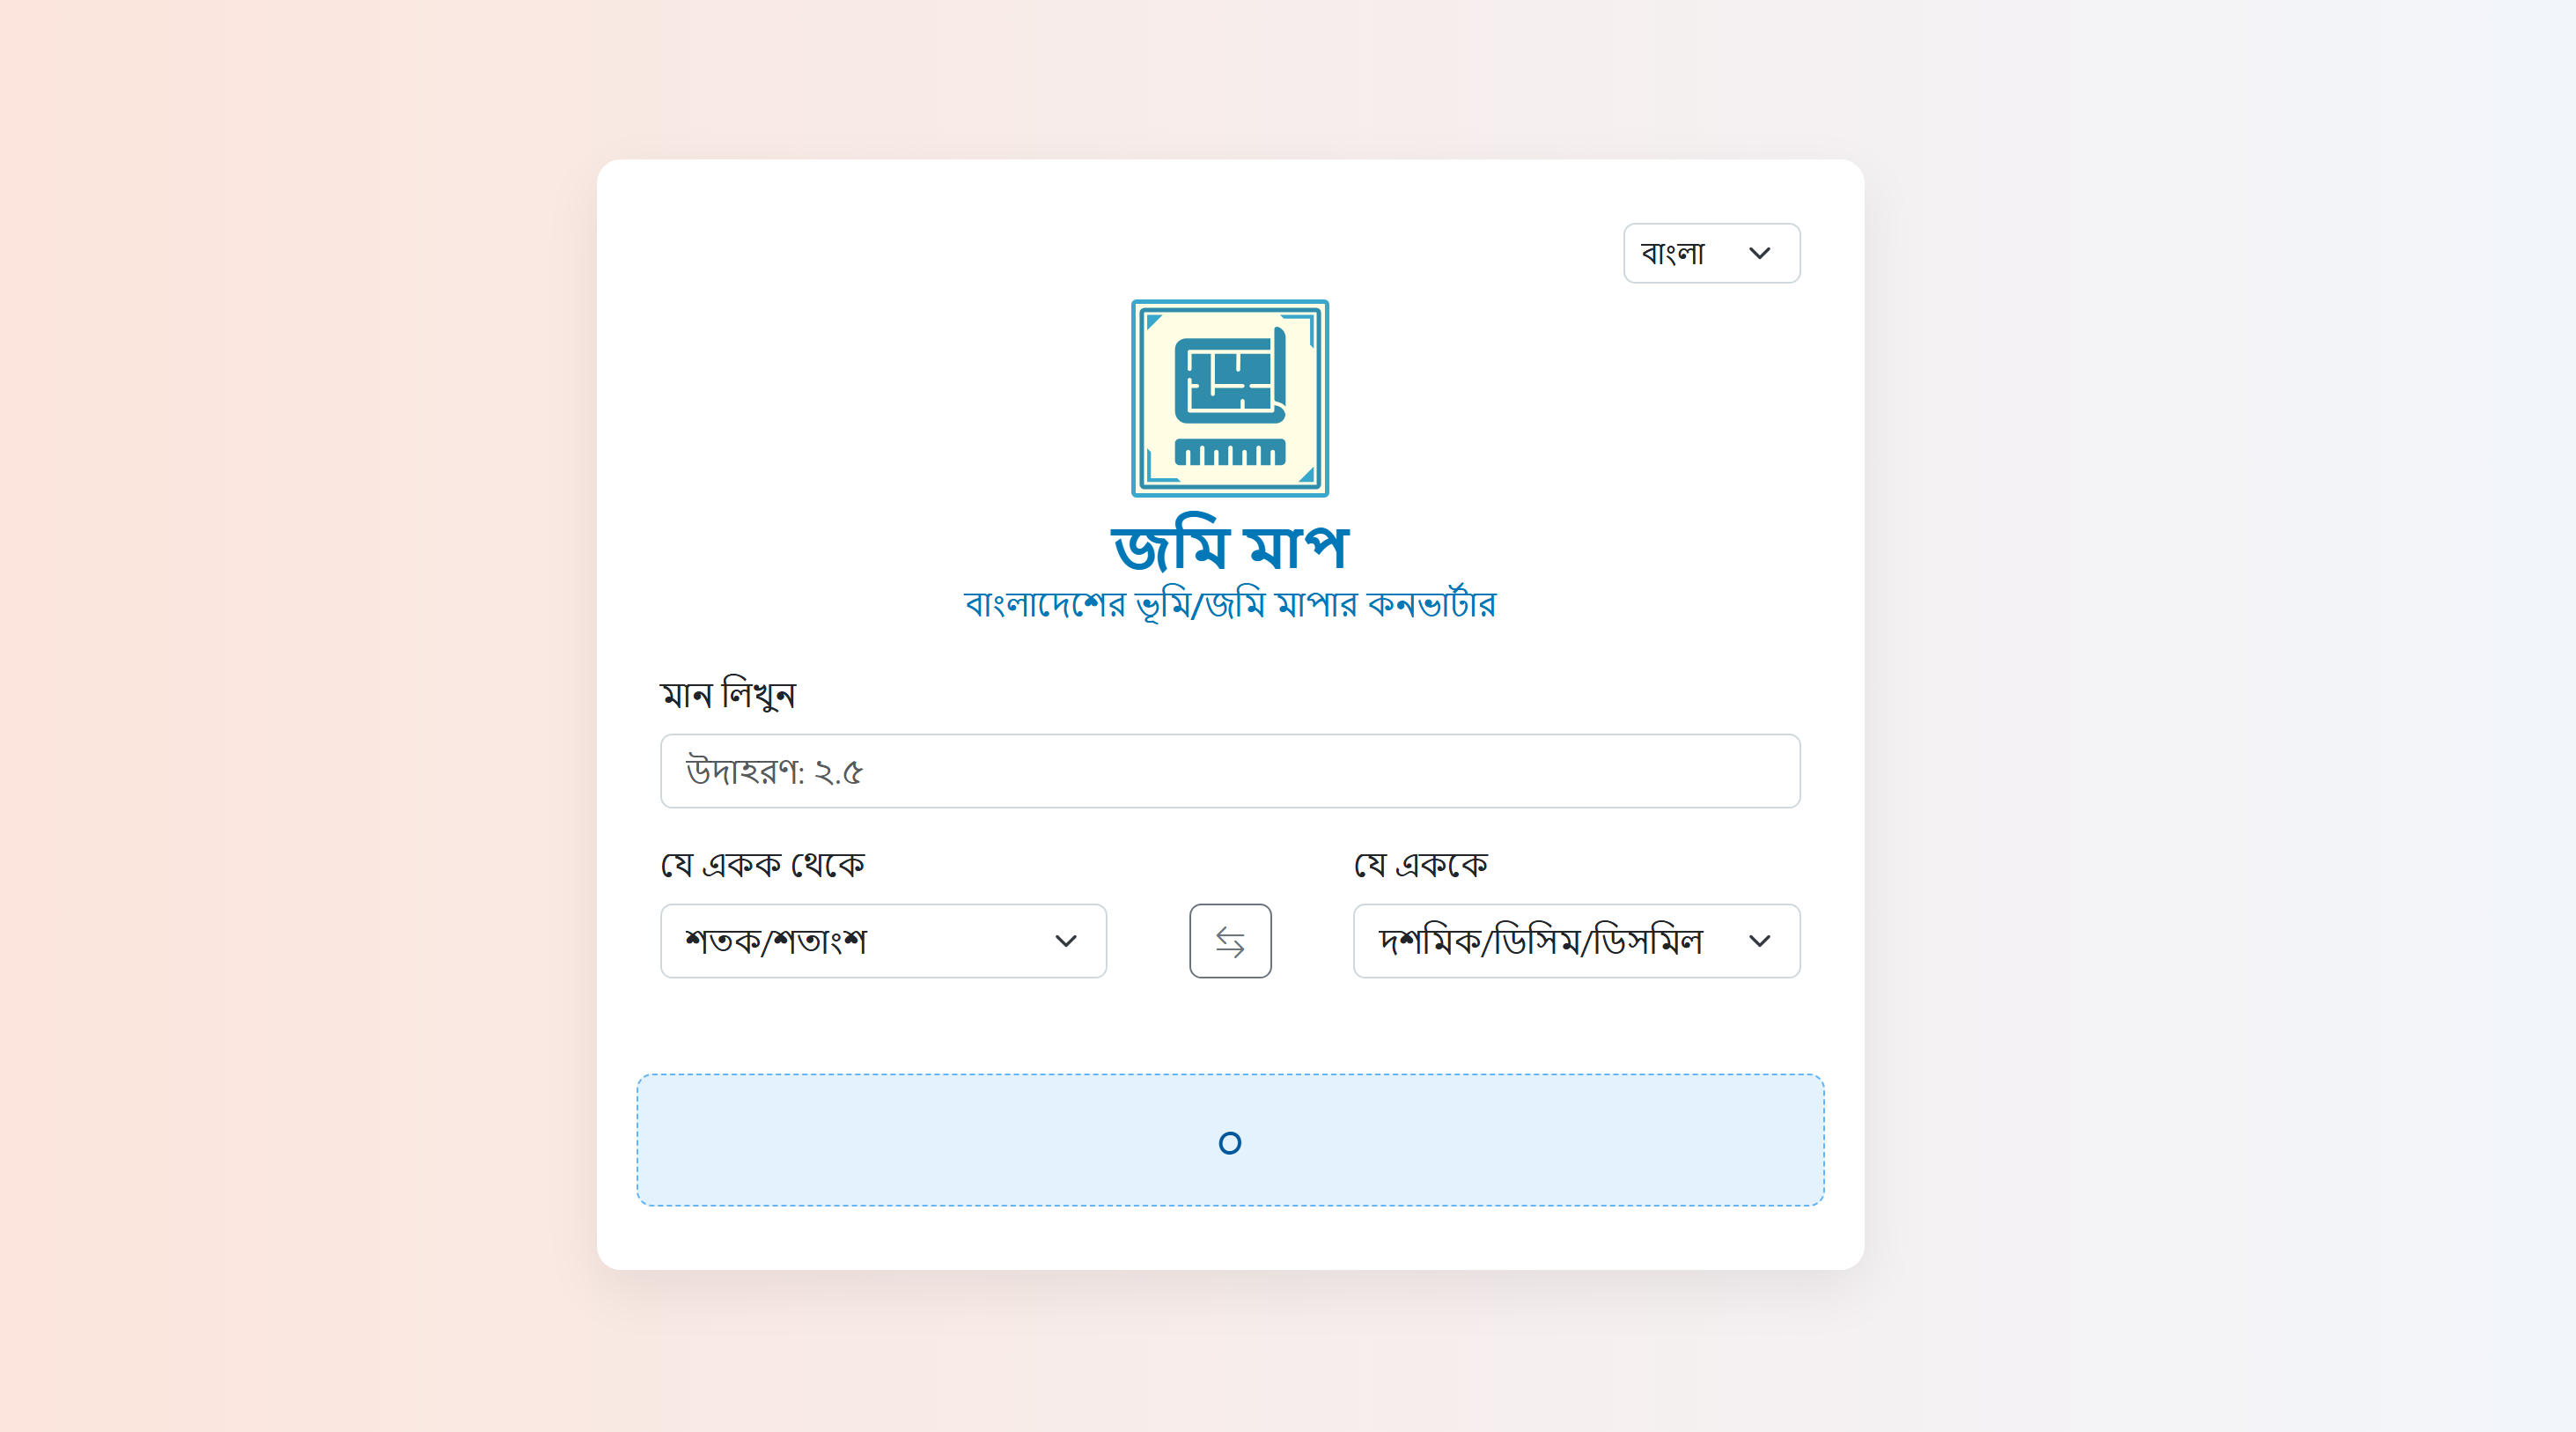 বাংলা
জমি মাপ
বাংলাদেশের ভূমি/জমি মাপার কনভার্টার
মান লিখুন
উদাহরণ: ২.৫
যে একক থেকে
যে এককে
শতক/শতাংশ
দশমিক/ডিসিম/ডিসমিল
০